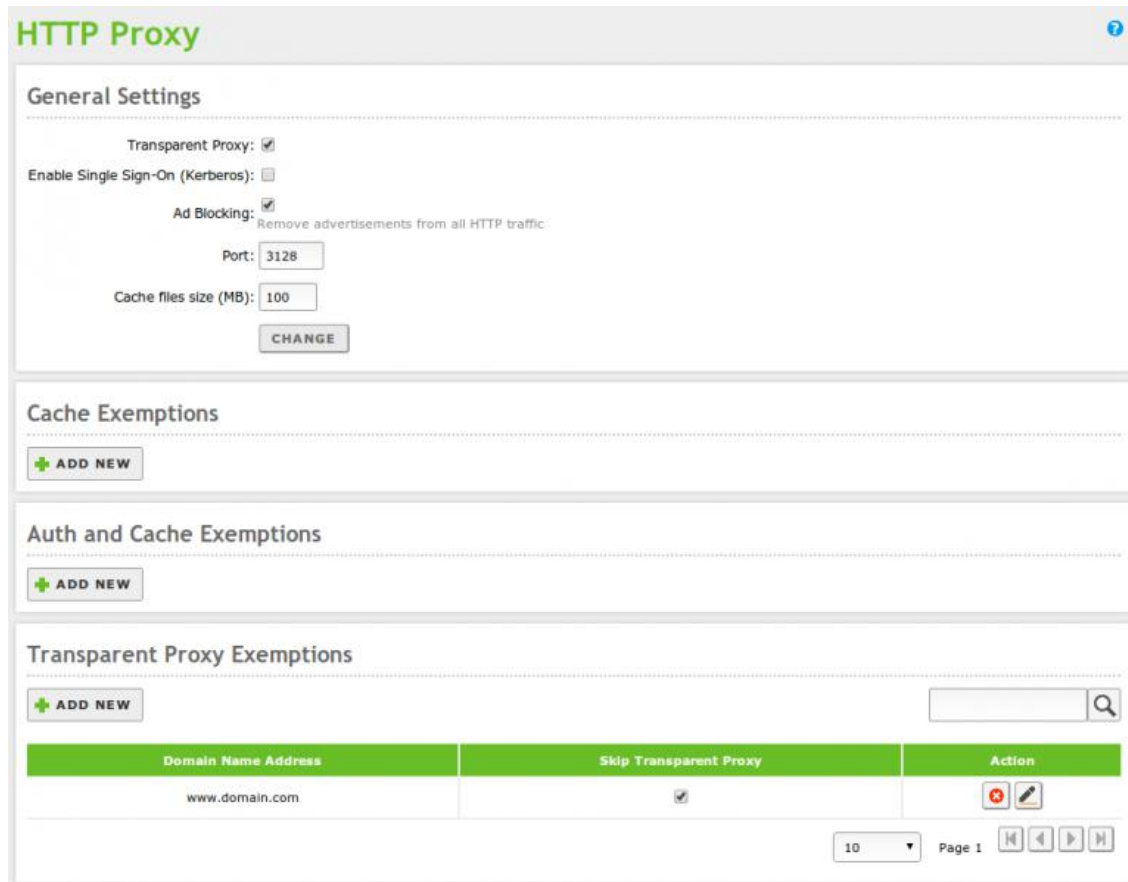 HTTP Proxy
General Settings
Transparent Proxy:
Enable Single Sign-On (Kerberos):
Ad Blocking:
Remove advertisements from all HTTP traffic
Port: 3128
Cache files size (MB): 100
CHANGE
Cache Exemptions
ADD NEW
Auth and Cache Exemptions
ADD NEW
Transparent Proxy Exemptions
ADD NEW
Domain Name Address Skip Transparent Proxy Action
www.domain.com
10 Page 1